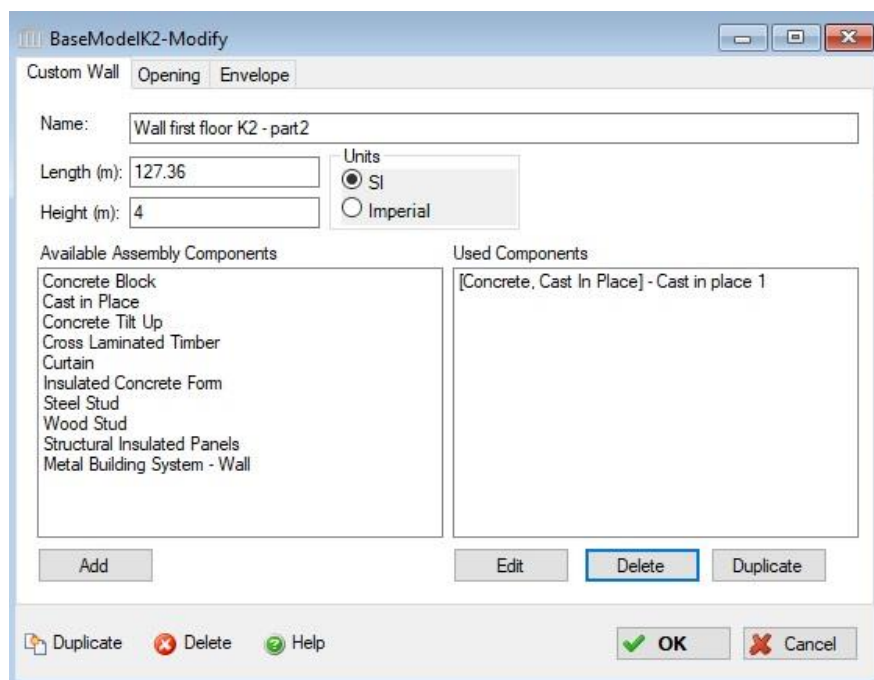 BaseModelK2-Modify
Custom Wall Opening Envelope
Name: Wall first floor K2 - part2
Length (m): 127.36
Units
SI
Height (m): 4
Imperial
Available Assembly Components
Concrete Block
Cast in Place
Concrete Tilt Up
Cross Laminated Timber
Curtain
Insulated Concrete Form
Steel Stud
Wood Stud
Structural Insulated Panels
Metal Building System - Wall
Used Components
[Concrete, Cast In Place] - Cast in place 1
Add Edit Delete Duplicate
Duplicate Delete Help OK Cancel